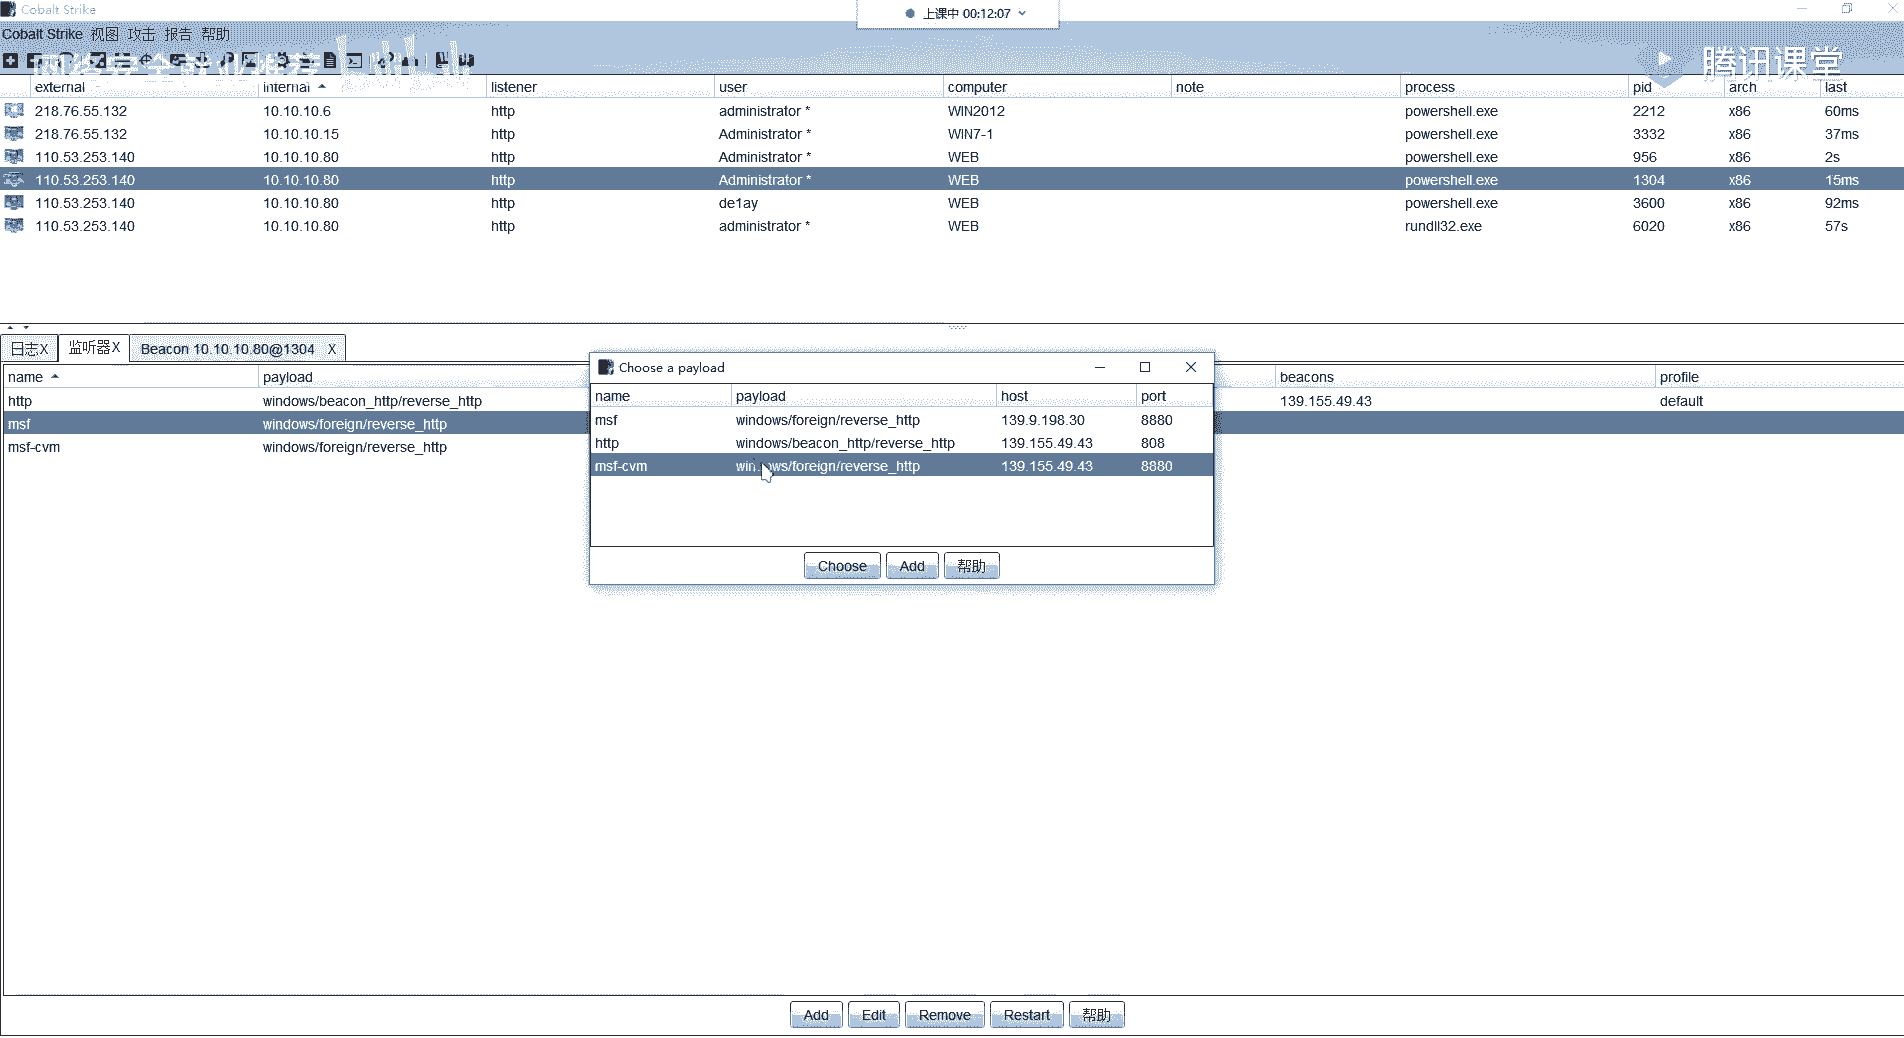 Cobalt Strike
上课中 00:12:07
Cobalt Strike 视图 攻击 报告 帮助
腾讯课堂
external internal listener user computer note process pid arch last
218.76.55.132 10.10.10.6 http administrator * WIN2012 powershell.exe 2212 x86 60ms
218.76.55.132 10.10.10.15 http Administrator * WIN7-1 powershell.exe 3332 x86 37ms
110.53.253.140 10.10.10.80 http Administrator * WEB powershell.exe 956 x86 2s
110.53.253.140 10.10.10.80 http Administrator * WEB powershell.exe 1304 x86 15ms
110.53.253.140 10.10.10.80 http de1ay WEB powershell.exe 3600 x86 92ms
110.53.253.140 10.10.10.80 http administrator * WEB rundll32.exe 6020 x86 57s
日志X 监听器X Beacon 10.10.10.80@1304 X
name payload beacons profile
http windows/beacon_http/reverse_http 139.155.49.43 default
msf windows/foreign/reverse_http
msf-cvm windows/foreign/reverse_http
Choose a payload
name payload host port
msf windows/foreign/reverse_http 139.9.198.30 8880
http windows/beacon_http/reverse_http 139.155.49.43 808
msf-cvm windows/foreign/reverse_http 139.155.49.43 8880
Choose Add 帮助
Add Edit Remove Restart 帮助